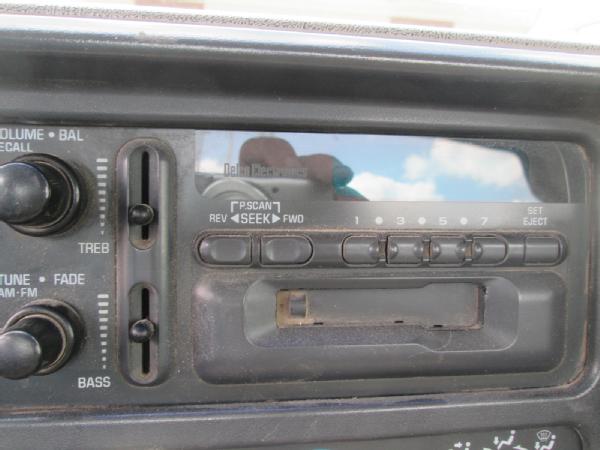 VOLUME • BAL
RECALL
Delco Electronics
P.SCAN
REV ◄SEEK► FWD
1 • 3 • 5 • 7
SET
EJECT
TREB
TUNE • FADE
AM-FM
BASS